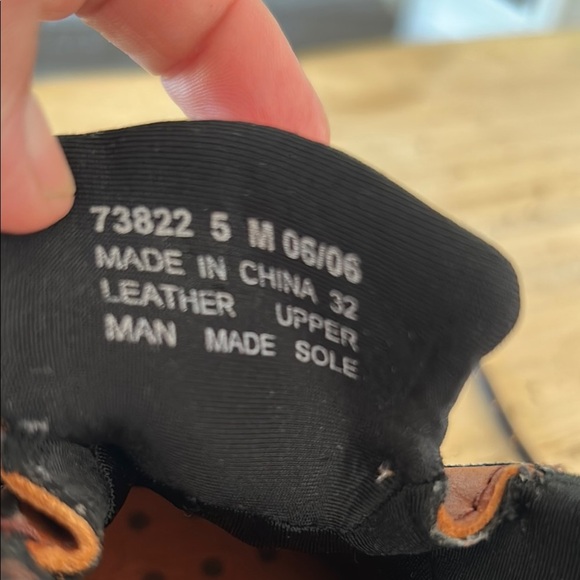 73822 5 M 06/06
MADE IN CHINA 32
LEATHER UPPER
MAN MADE SOLE